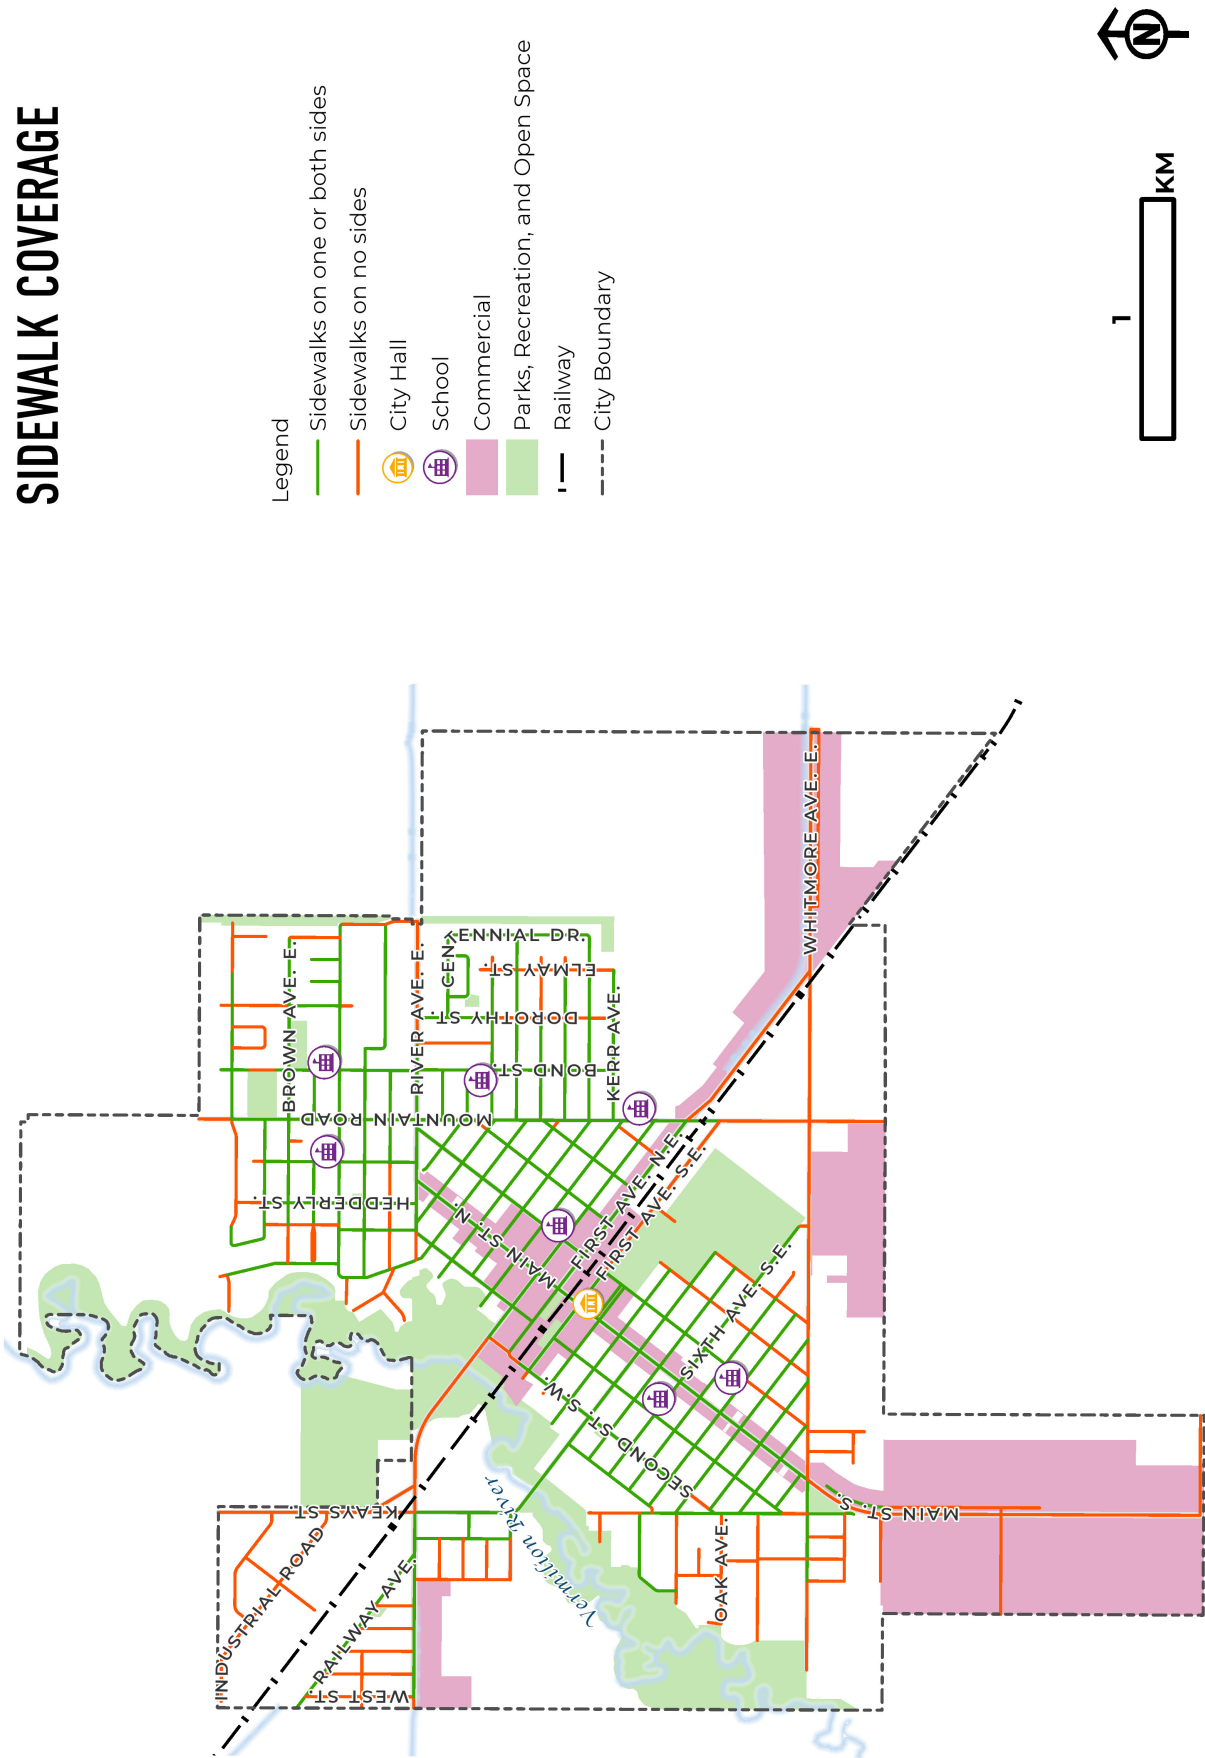 SIDEWALK COVERAGE
Legend
Sidewalks on one or both sides
Sidewalks on no sides
City Hall
School
Commercial
Parks, Recreation, and Open Space
Railway
City Boundary
N
1
KM
INDUSTRIAL ROAD
KEAYS ST.
RAILWAY AVE.
WEST ST.
Vermilion River
BROWN AVE. E.
MOUNTAIN ROAD
HEDDERLY ST.
RIVER AVE. E.
CENTENNIAL DR.
ELMAY ST.
DOROTHY ST.
BOND ST.
KERR AVE.
MAIN ST. N.
FIRST AVE. N.E.
FIRST AVE. S.E.
SECOND ST. S.W.
SIXTH AVE. S.E.
OAK AVE.
MAIN ST. S.
WHITMORE AVE. E.